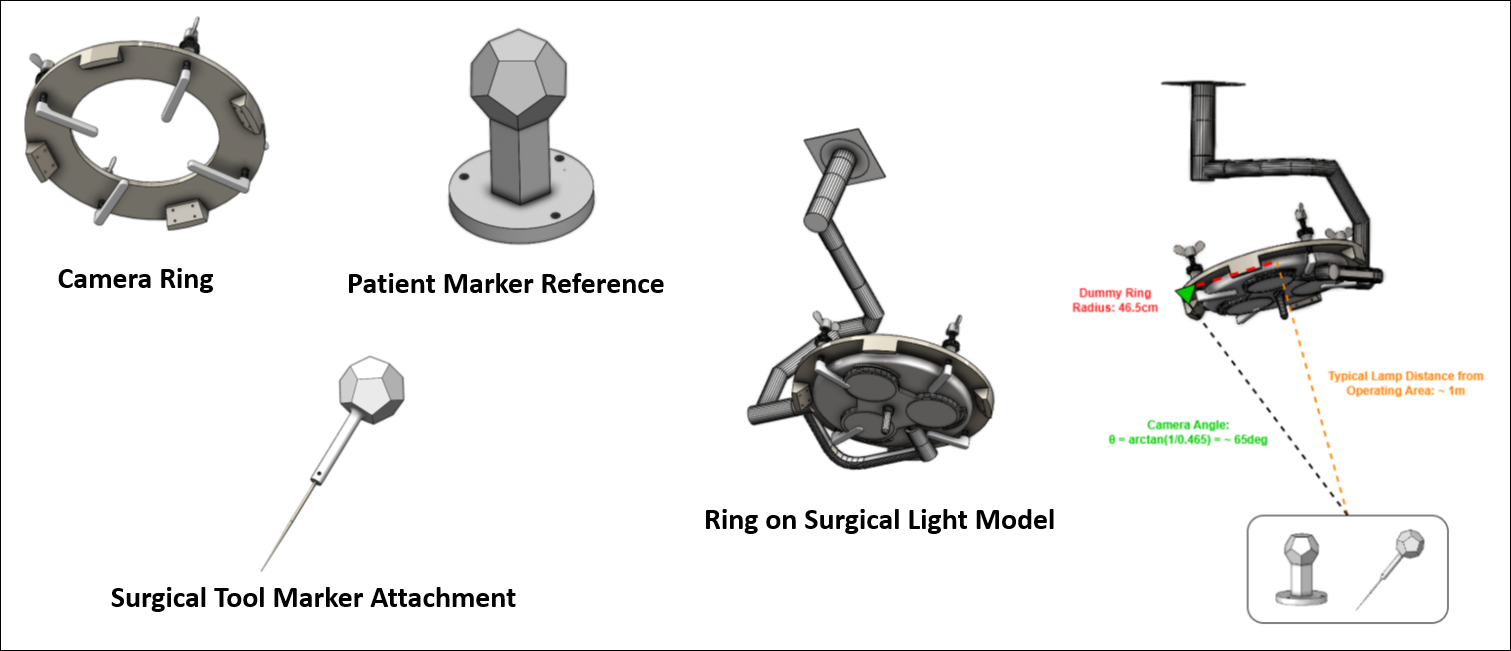 Camera Ring
Patient Marker Reference
Surgical Tool Marker Attachment
Ring on Surgical Light Model
Dummy Ring
Radius: 46.5cm
Typical Lamp Distance from
Operating Area: ~ 1m
Camera Angle:
θ = arctan(1/0.465) = ~ 65deg